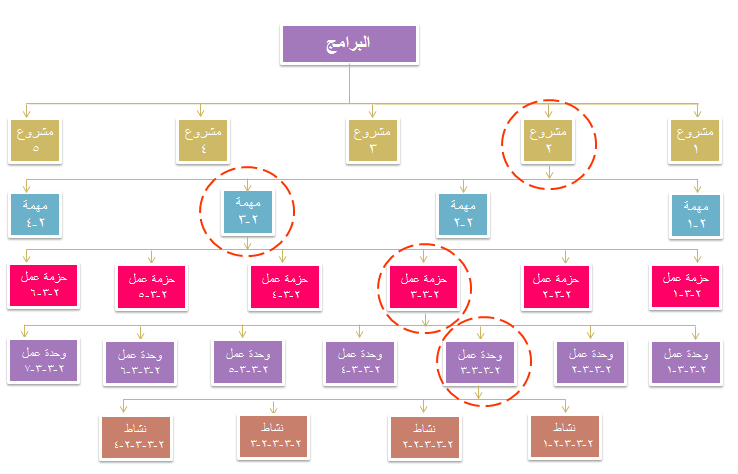 البرامج
مشروع
١
مشروع
٢
مشروع
٣
مشروع
٤
مشروع
٥
مهمة
٢-١
مهمة
٢-٢
مهمة
٢-٣
مهمة
٢-٤
حزمة عمل
٢-٣-١
حزمة عمل
٢-٣-٢
حزمة عمل
٢-٣-٣
حزمة عمل
٢-٣-٤
حزمة عمل
٢-٣-٥
حزمة عمل
٢-٣-٦
وحدة عمل
٢-٣-٣-١
وحدة عمل
٢-٣-٣-٢
وحدة عمل
٢-٣-٣-٣
وحدة عمل
٢-٣-٣-٤
وحدة عمل
٢-٣-٣-٥
وحدة عمل
٢-٣-٣-٦
وحدة عمل
٢-٣-٣-٧
نشاط
٢-٣-٣-٢-١
نشاط
٢-٣-٣-٢-٢
نشاط
٢-٣-٣-٢-٣
نشاط
٢-٣-٣-٢-٤